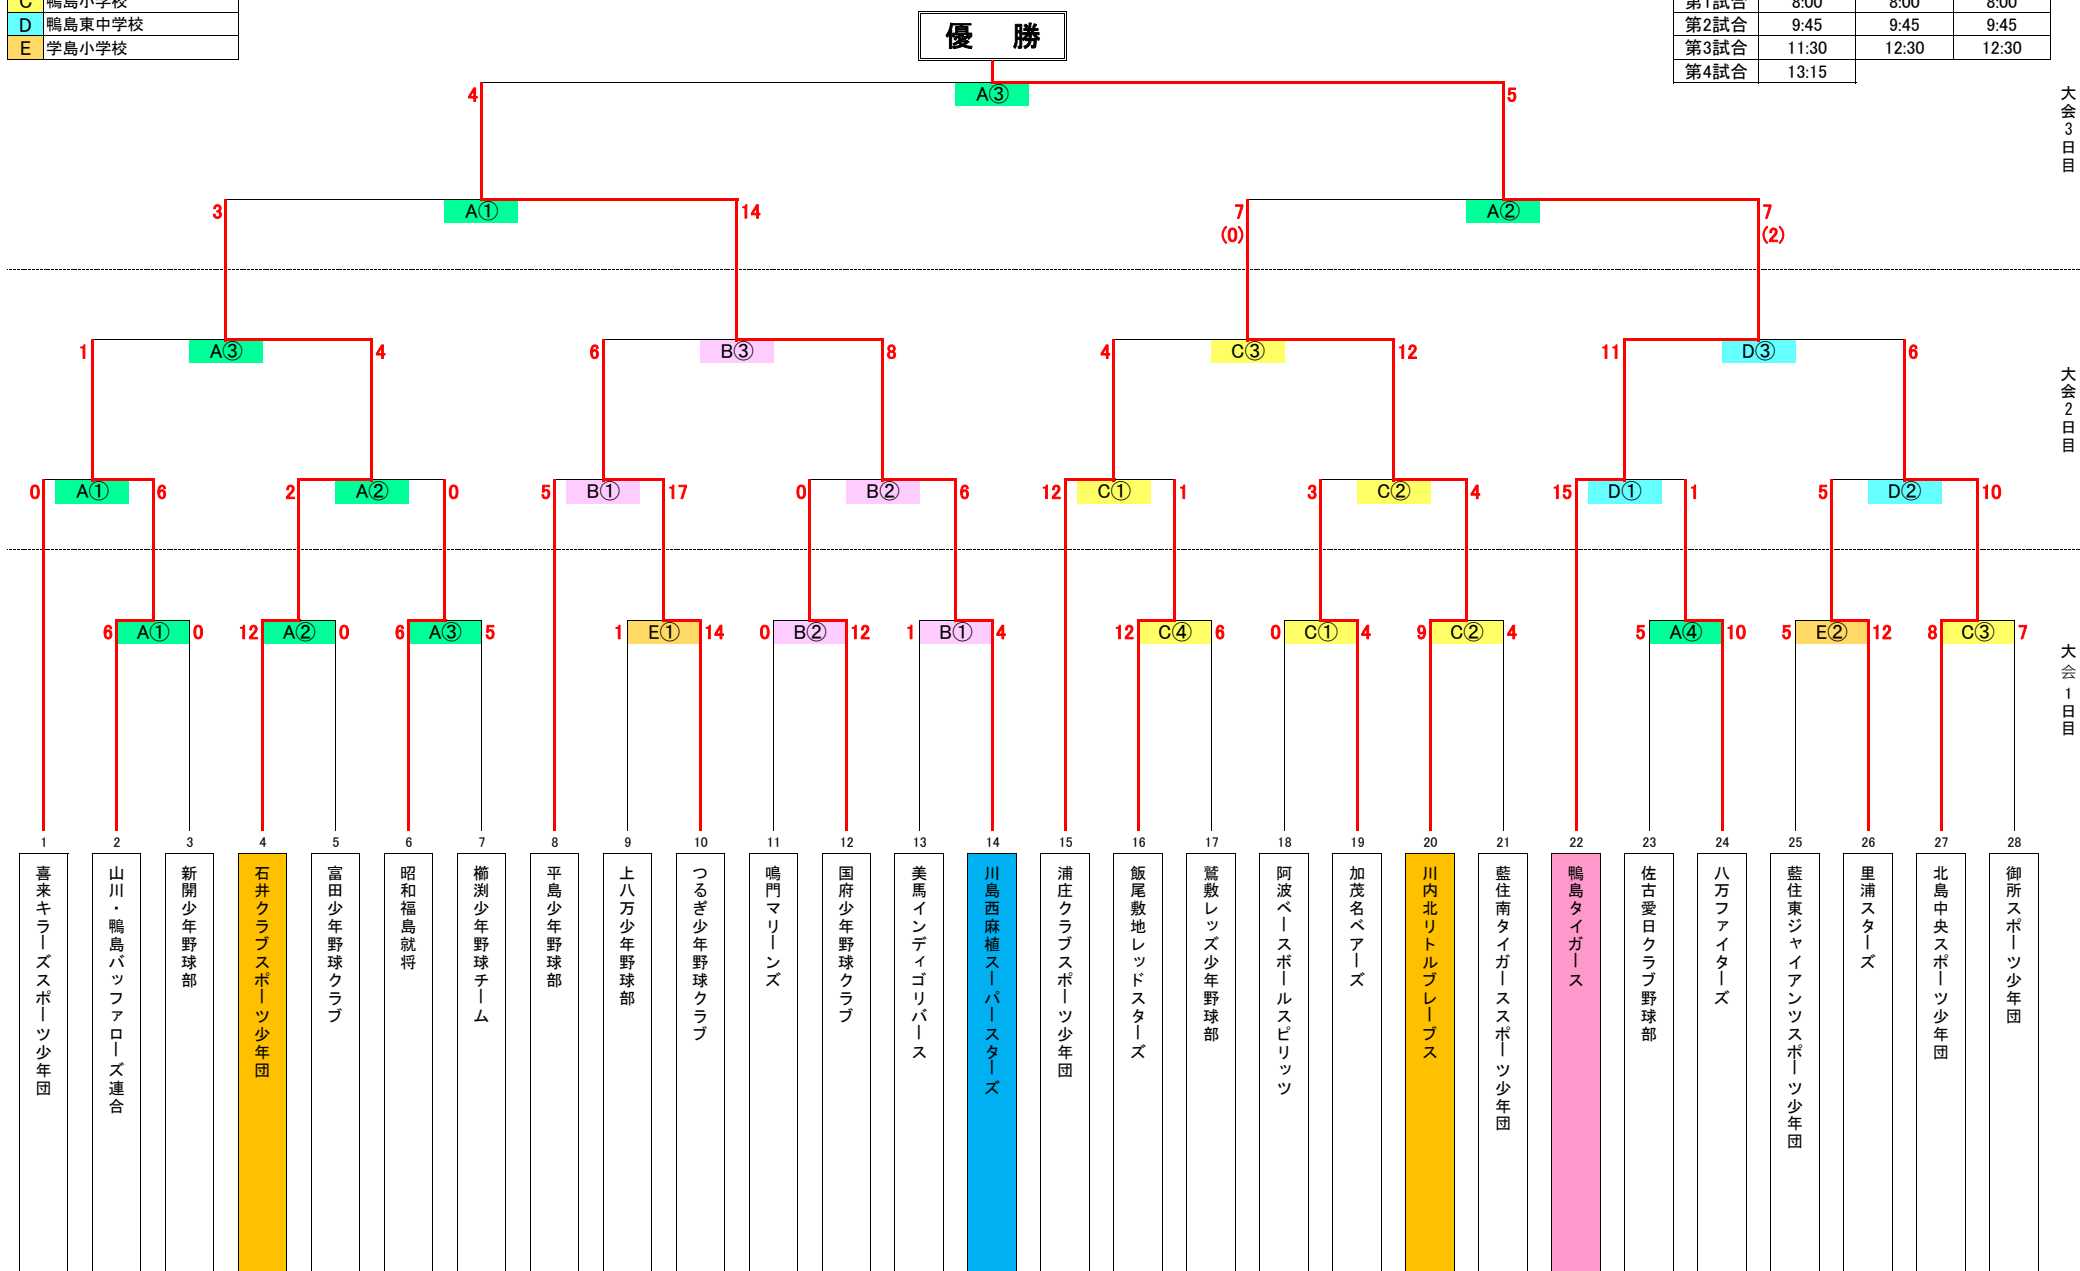 C 鴨島小学校
D 鴨島東中学校
E 学島小学校
優 勝
第1試合 8:00 8:00 8:00
第2試合 9:45 9:45 9:45
第3試合 11:30 12:30 12:30
第4試合 13:15
4 A③ 5
大会3日目
3 A① 14
7 A② 7
(0) (2)
1 A③ 4
6 B③ 8
4 C③ 12
11 D③ 6
大会2日目
0 A① 6
2 A② 0
5 B① 17
0 B② 6
12 C① 1
3 C② 4
15 D① 1
5 D② 10
6 A① 0
12 A② 0
6 A③ 5
1 E① 14
0 B② 12
1 B① 4
12 C④ 6
0 C① 4
9 C② 4
5 A④ 10
5 E② 12
8 C③ 7
大会1日目
1 喜来キラーズスポーツ少年団
2 山川・鴨島バッファローズ連合
3 新開少年野球部
4 石井クラブスポーツ少年団
5 富田少年野球クラブ
6 昭和福島就将
7 櫛渕少年野球チーム
8 平島少年野球部
9 上八万少年野球部
10 つるぎ少年野球クラブ
11 鳴門マリーンズ
12 国府少年野球クラブ
13 美馬インディゴリバース
14 川島西麻植スーパースターズ
15 浦庄クラブスポーツ少年団
16 飯尾敷地レッドスターズ
17 鷲敷レッズ少年野球部
18 阿波ベースボールスピリッツ
19 加茂名ベアーズ
20 川内北リトルブレーブス
21 藍住南タイガーススポーツ少年団
22 鴨島タイガース
23 佐古愛日クラブ野球部
24 八万ファイターズ
25 藍住東ジャイアンツスポーツ少年団
26 里浦スターズ
27 北島中央スポーツ少年団
28 御所スポーツ少年団